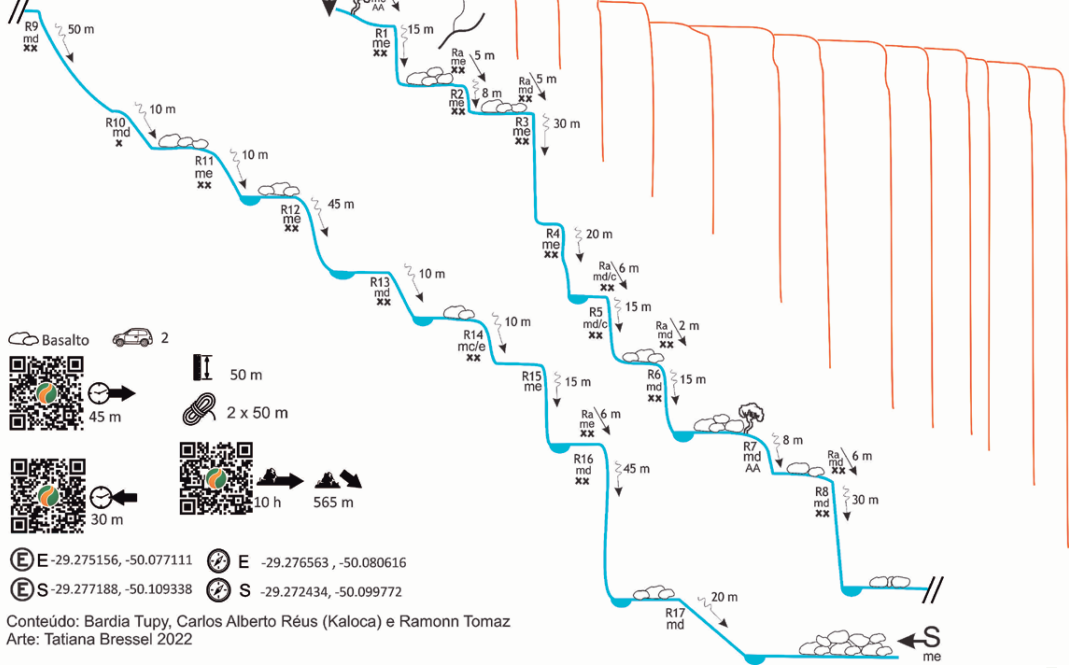 AA
R9
md
xx
50 m
R10
md
x
10 m
R11
me
xx
10 m
R12
me
xx
45 m
R13
md
xx
10 m
R14
mc/e
xx
10 m
R15
me
15 m
Ra
me
xx
6 m
R16
md
xx
45 m
R17
md
20 m
S
me
R1
me
xx
15 m
Ra
me
xx
5 m
R2
me
xx
8 m
Ra
md
xx
5 m
R3
me
xx
30 m
R4
me
xx
20 m
Ra
md/c
xx
6 m
R5
md/c
xx
15 m
Ra
md
xx
2 m
R6
md
xx
15 m
R7
md
AA
8 m
Ra
md
xx
6 m
R8
md
xx
30 m
Basalto
2
45 m
50 m
2 x 50 m
30 m
10 h
565 m
E E -29.275156, -50.077111
E -29.276563 , -50.080616
E S -29.277188, -50.109338
S -29.272434, -50.099772
Conteúdo: Bardia Tupy, Carlos Alberto Réus (Kaloca) e Ramonn Tomaz
Arte: Tatiana Bressel 2022